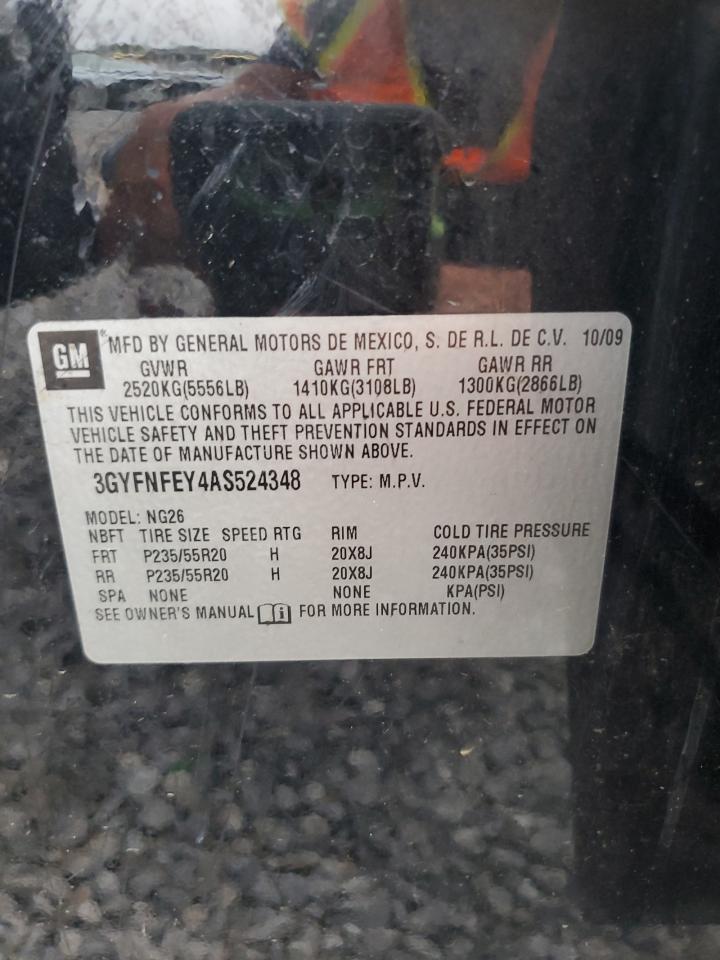 GM ® MFD BY GENERAL MOTORS DE MEXICO, S. DE R.L. DE C.V. 10/09
GVWR GAWR FRT GAWR RR
2520KG(5556LB) 1410KG(3108LB) 1300KG(2866LB)
THIS VEHICLE CONFORMS TO ALL APPLICABLE U.S. FEDERAL MOTOR
VEHICLE SAFETY AND THEFT PREVENTION STANDARDS IN EFFECT ON
THE DATE OF MANUFACTURE SHOWN ABOVE.
3GYFNFEY4AS524348 TYPE: M.P.V.
MODEL: NG26
NBFT TIRE SIZE SPEED RTG RIM COLD TIRE PRESSURE
FRT P235/55R20 H 20X8J 240KPA(35PSI)
RR P235/55R20 H 20X8J 240KPA(35PSI)
SPA NONE NONE KPA(PSI)
SEE OWNER'S MANUAL FOR MORE INFORMATION.